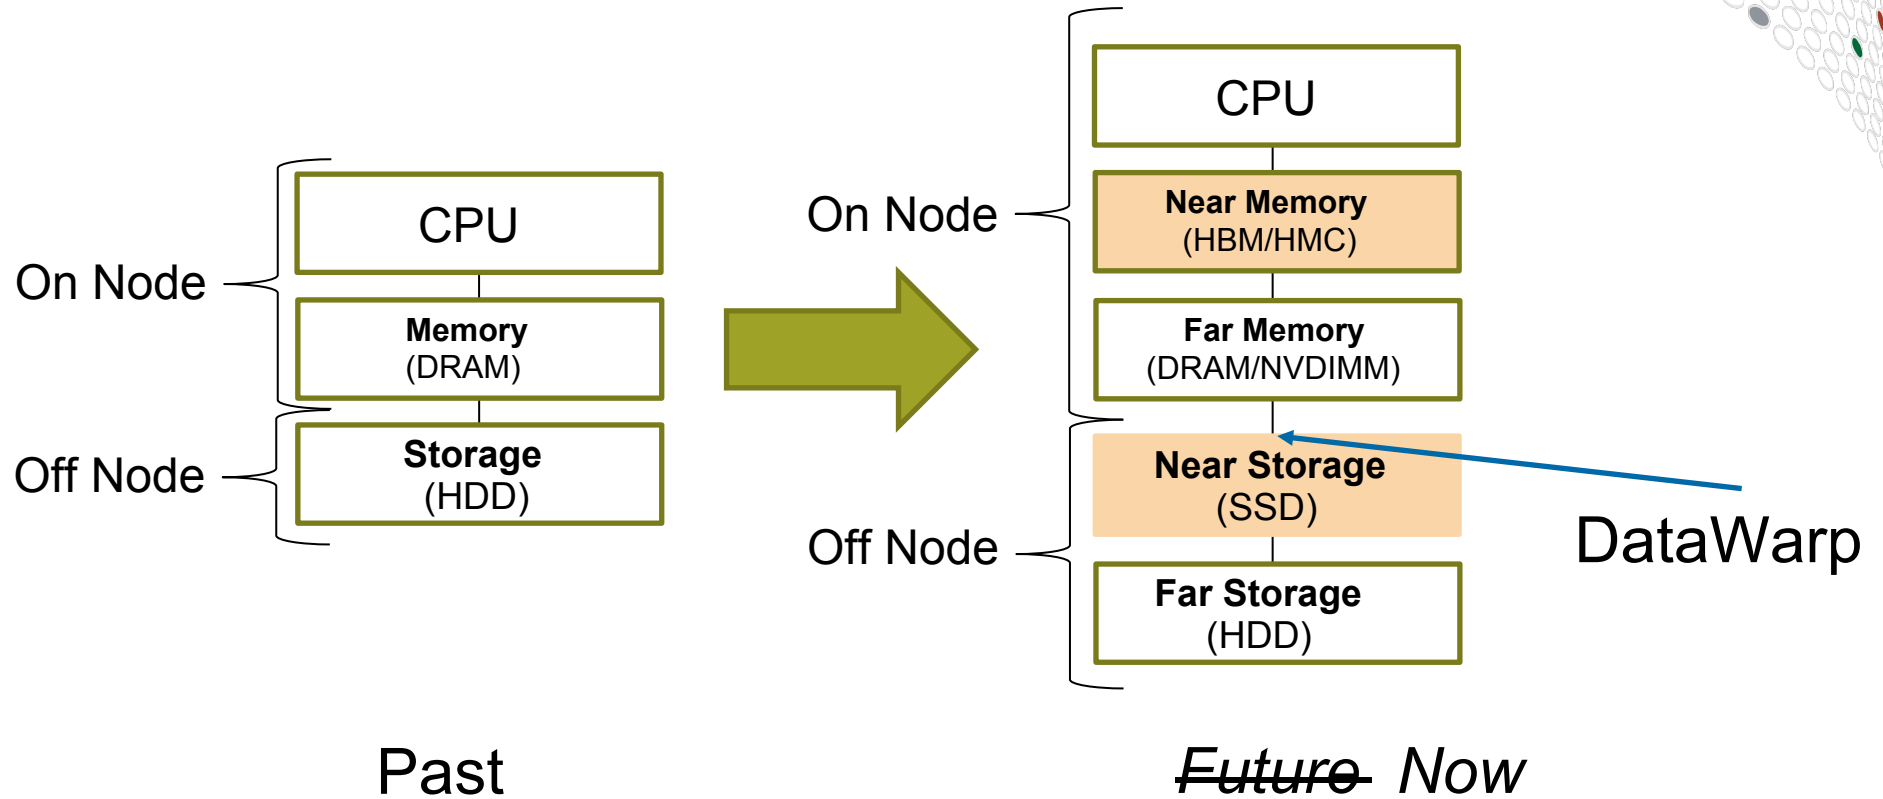 CPU
On Node
Memory
(DRAM)
Off Node
Storage
(HDD)
Past
CPU
On Node
Near Memory
(HBM/HMC)
Far Memory
(DRAM/NVDIMM)
Near Storage
(SSD)
DataWarp
Off Node
Far Storage
(HDD)
Future Now